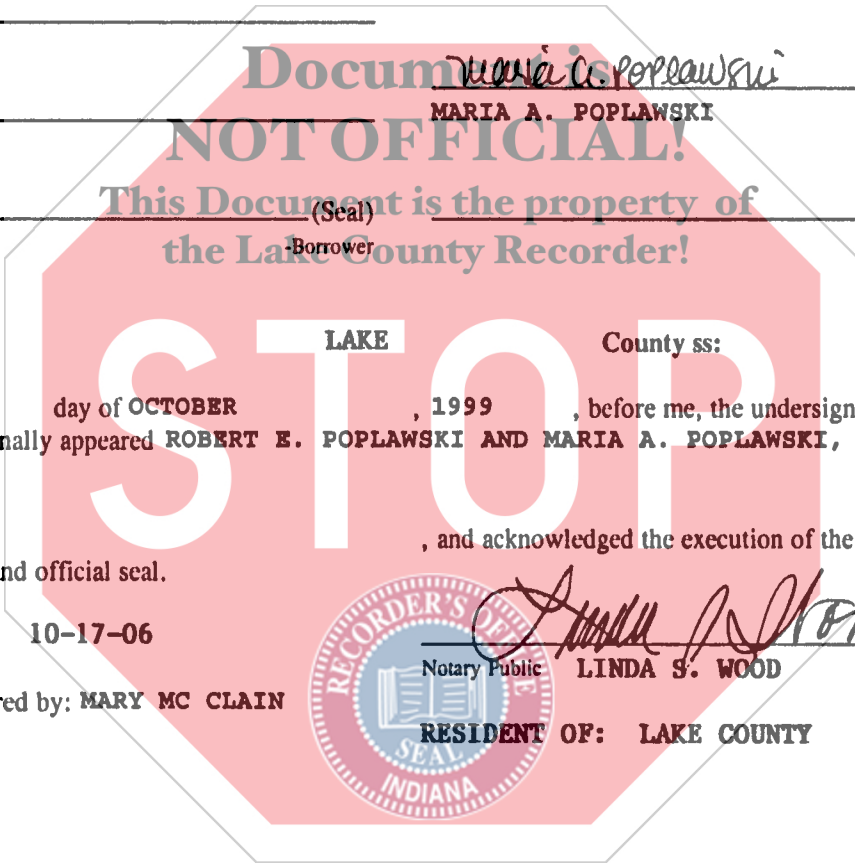 Document is
Maria A. Poplawski
MARIA A. POPLAWSKI
NOT OFFICIAL!
This Document is the property of
(Seal)
-Borrower
the Lake County Recorder!
STOP
LAKE County ss:
day of OCTOBER , 1999 , before me, the undersign
nally appeared ROBERT E. POPLAWSKI AND MARIA A. POPLAWSKI,
, and acknowledged the execution of the
nd official seal.
10-17-06
Notary Public LINDA S. WOOD
red by: MARY MC CLAIN
RESIDENT OF: LAKE COUNTY
RECORDER'S OFFICE
SEAL
INDIANA